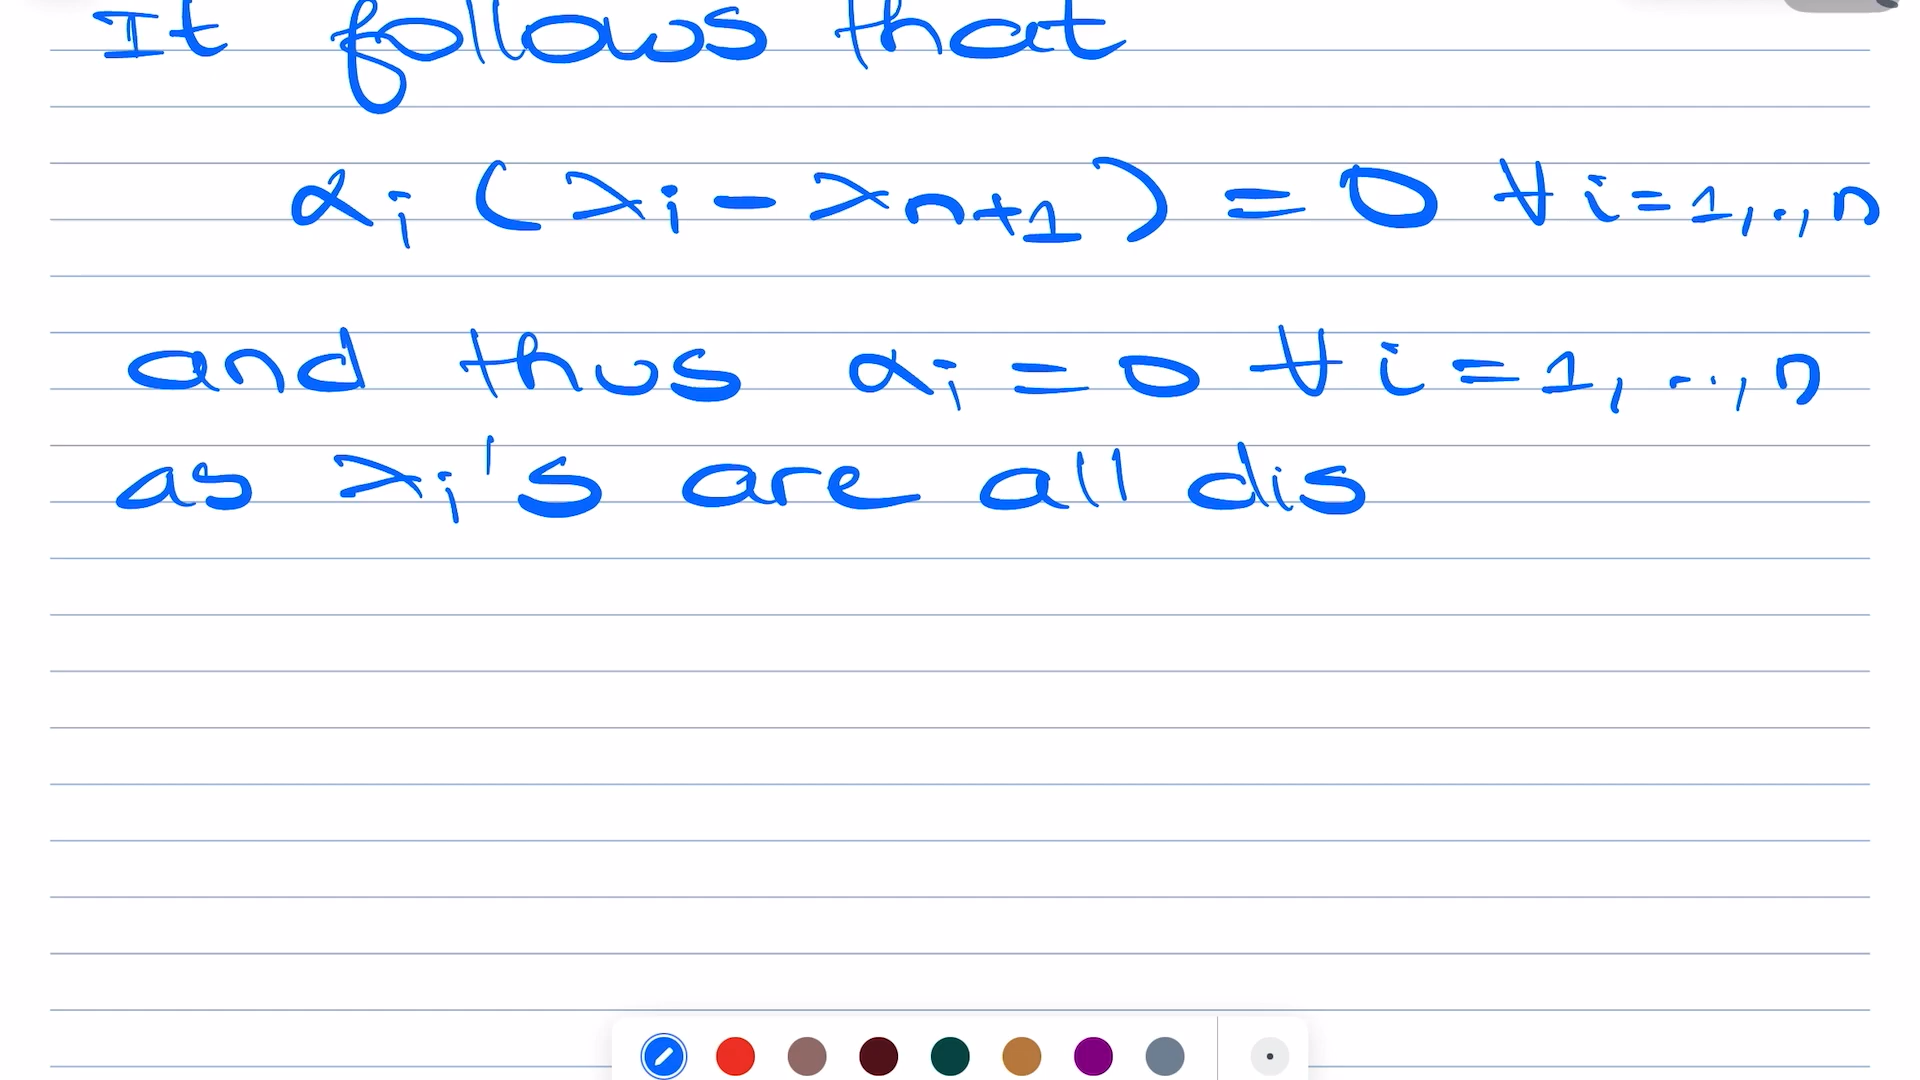 It follows that
αᵢ (λᵢ - λₙ₊₁) = 0 ∀ i = 1,..,n
and thus αᵢ = 0 ∀ i = 1,..,n
as λᵢ's are all dis